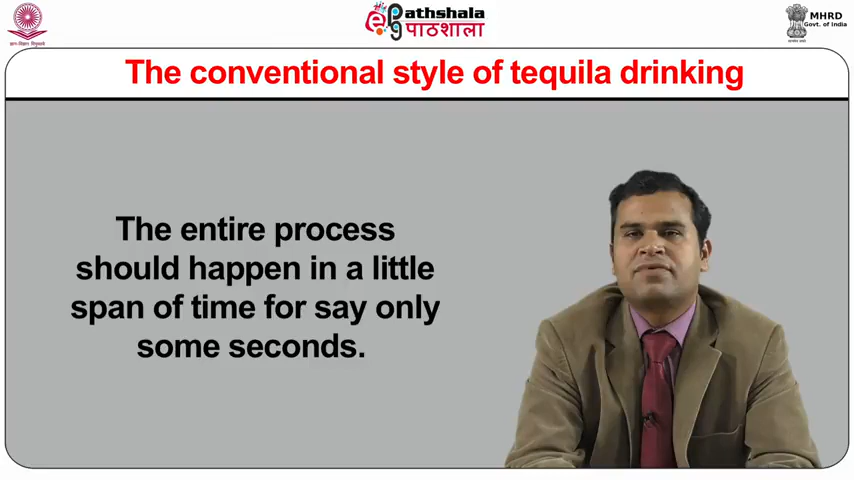 Pathshala
पाठशाला
MHRD
Govt. of India
The conventional style of tequila drinking
The entire process
should happen in a little
span of time for say only
some seconds.